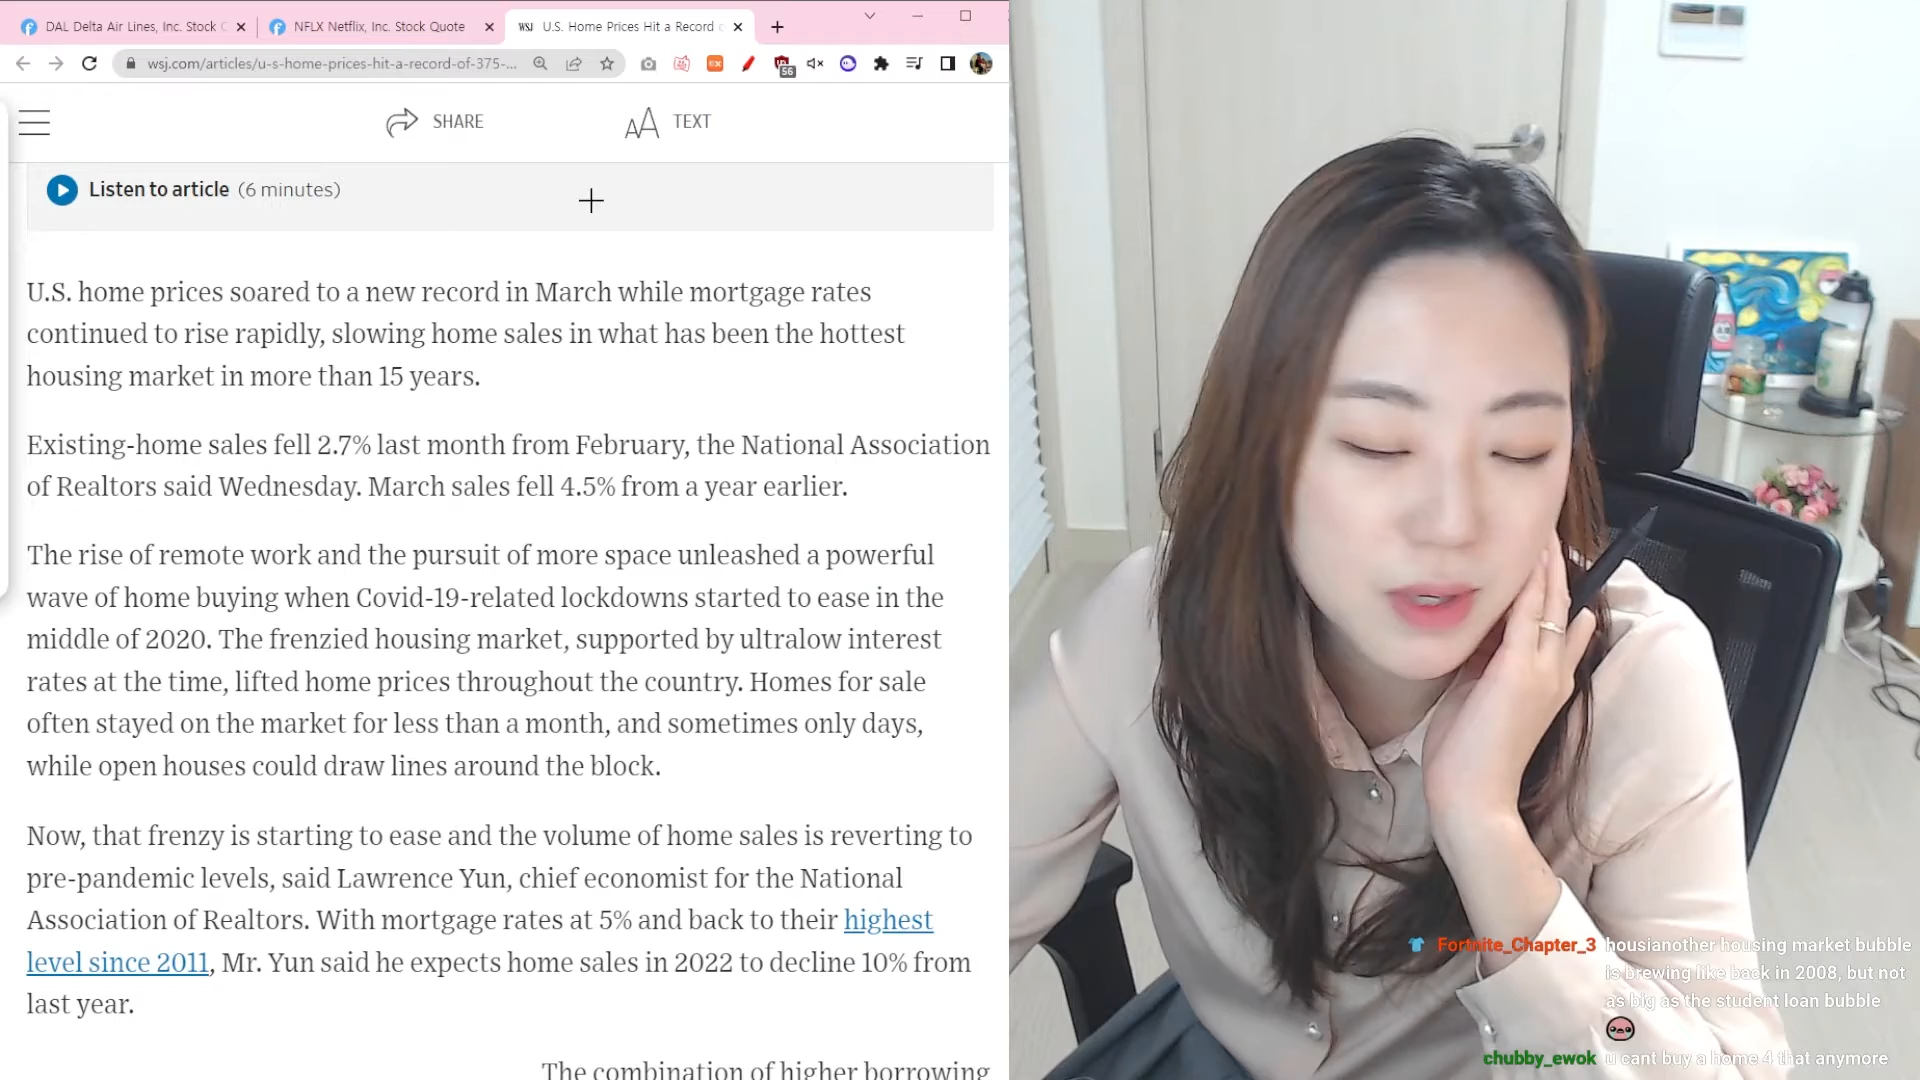 DAL Delta Air Lines, Inc. Stock
NFLX Netflix, Inc. Stock Quote
WSJ U.S. Home Prices Hit a Record
wsj.com/articles/u-s-home-prices-hit-a-record-of-375-...
56
SHARE
AA TEXT
Listen to article (6 minutes)
U.S. home prices soared to a new record in March while mortgage rates
continued to rise rapidly, slowing home sales in what has been the hottest
housing market in more than 15 years.
Existing-home sales fell 2.7% last month from February, the National Association
of Realtors said Wednesday. March sales fell 4.5% from a year earlier.
The rise of remote work and the pursuit of more space unleashed a powerful
wave of home buying when Covid-19-related lockdowns started to ease in the
middle of 2020. The frenzied housing market, supported by ultralow interest
rates at the time, lifted home prices throughout the country. Homes for sale
often stayed on the market for less than a month, and sometimes only days,
while open houses could draw lines around the block.
Now, that frenzy is starting to ease and the volume of home sales is reverting to
pre-pandemic levels, said Lawrence Yun, chief economist for the National
Association of Realtors. With mortgage rates at 5% and back to their highest
level since 2011, Mr. Yun said he expects home sales in 2022 to decline 10% from
last year.
The combination of higher borrowing
Fortnite_Chapter_3 housianother housing market bubble
is brewing like back in 2008, but not
as big as the student loan bubble
chubby_ewok u cant buy a home 4 that anymore